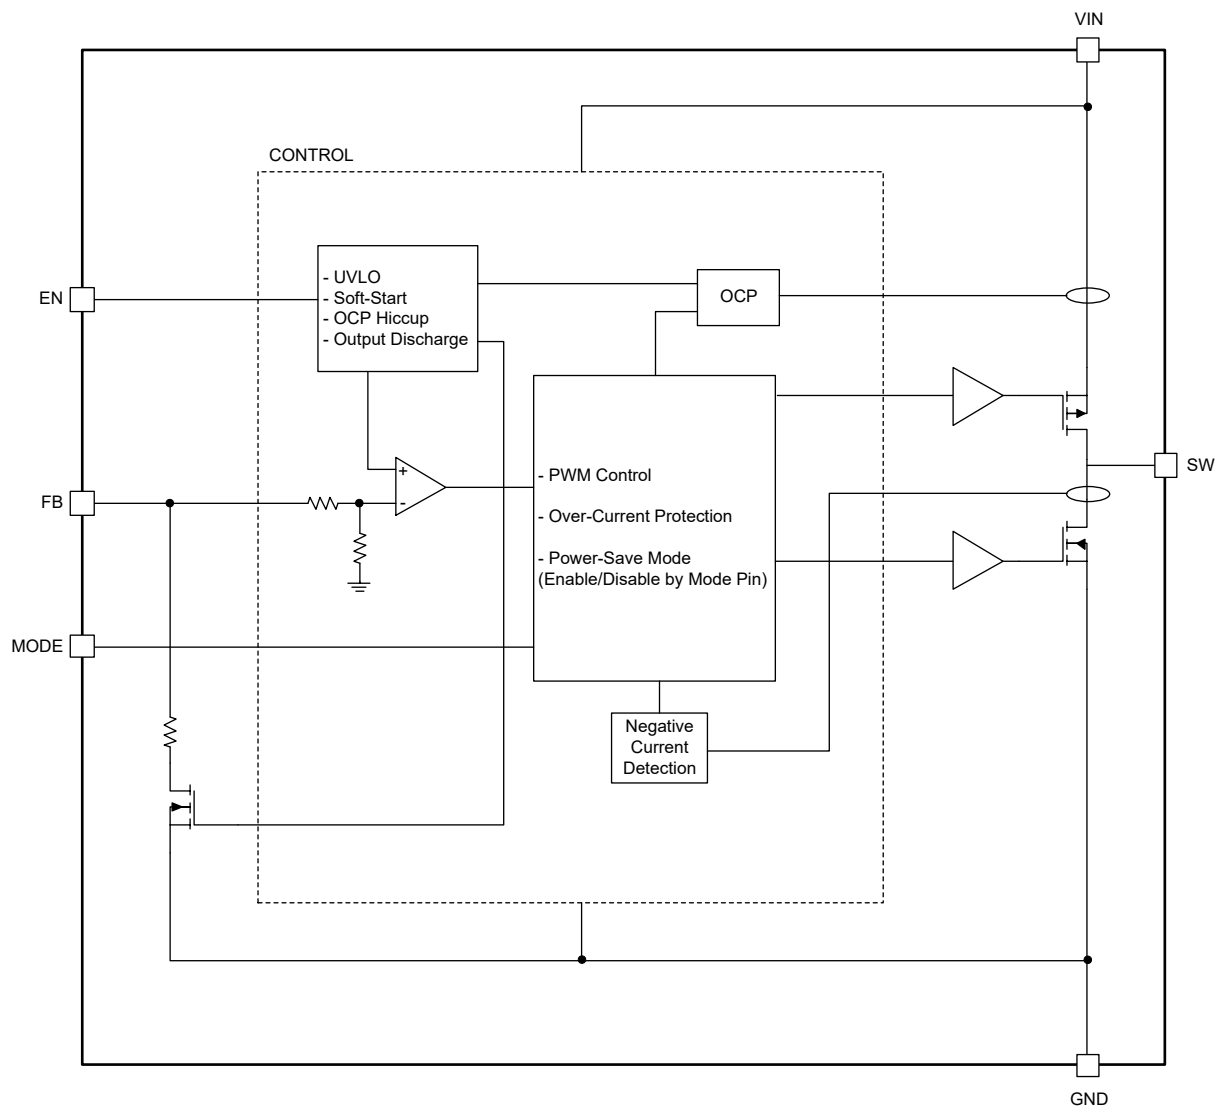 VIN
CONTROL
- UVLO
- Soft-Start
- OCP Hiccup
- Output Discharge
EN
OCP
+
-
FB
SW
- PWM Control
- Over-Current Protection
- Power-Save Mode
(Enable/Disable by Mode Pin)
MODE
Negative
Current
Detection
GND